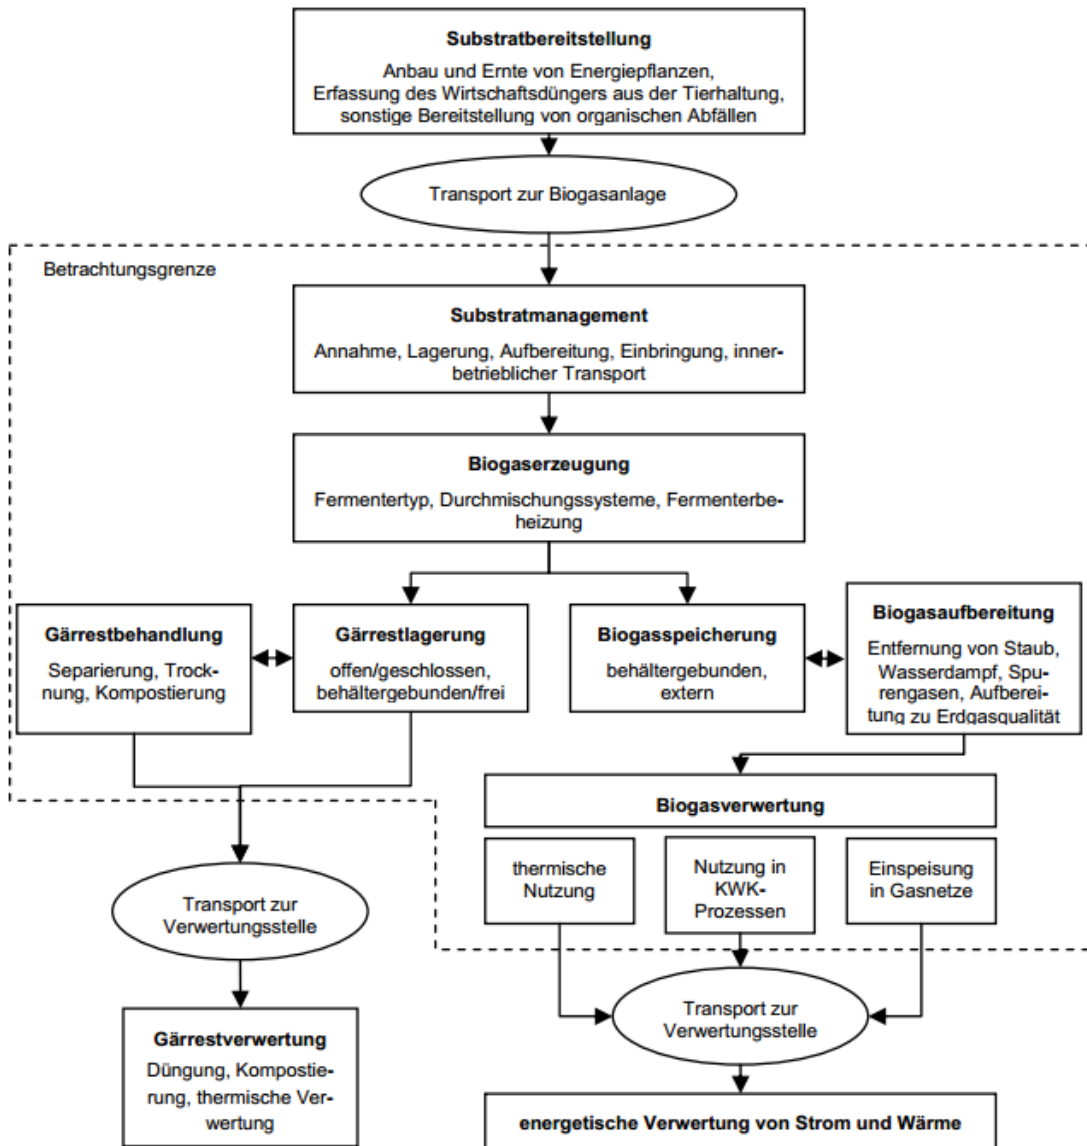 Substratbereitstellung
Anbau und Ernte von Energiepflanzen,
Erfassung des Wirtschaftsdüngers aus der Tierhaltung,
sonstige Bereitstellung von organischen Abfällen
Transport zur Biogasanlage
Betrachtungsgrenze
Substratmanagement
Annahme, Lagerung, Aufbereitung, Einbringung, inner-
betrieblicher Transport
Biogaserzeugung
Fermentertyp, Durchmischungssysteme, Fermenterbe-
heizung
Gärrestbehandlung
Separierung, Trock-
nung, Kompostierung
Gärrestlagerung
offen/geschlossen,
behältergebunden/frei
Biogasspeicherung
behältergebunden,
extern
Biogasaufbereitung
Entfernung von Staub,
Wasserdampf, Spu-
rengasen, Aufberei-
tung zu Erdgasqualität
Biogasverwertung
thermische
Nutzung
Nutzung in
KWK-
Prozessen
Einspeisung
in Gasnetze
Transport zur
Verwertungsstelle
Transport zur
Verwertungsstelle
Gärrestverwertung
Düngung, Kompostie-
rung, thermische Ver-
wertung
energetische Verwertung von Strom und Wärme